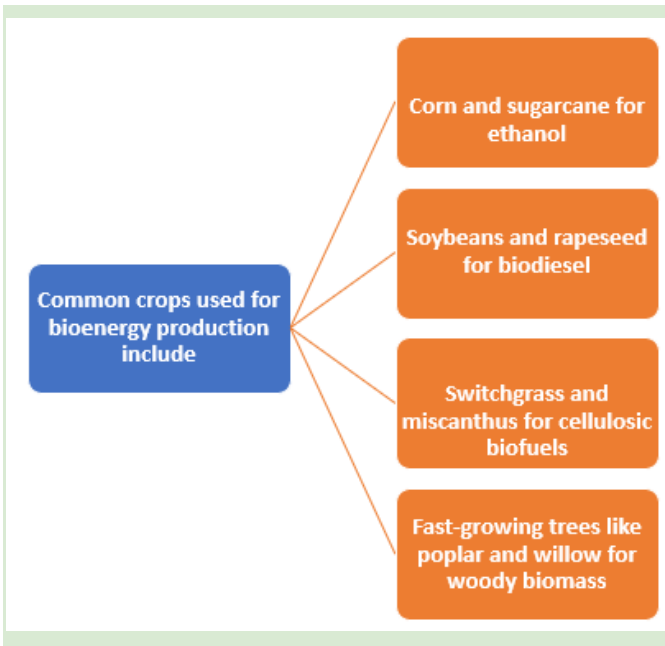 Corn and sugarcane for
ethanol
Soybeans and rapeseed
for biodiesel
Common crops used for
bioenergy production
include
Switchgrass and
miscanthus for cellulosic
biofuels
Fast-growing trees like
poplar and willow for
woody biomass